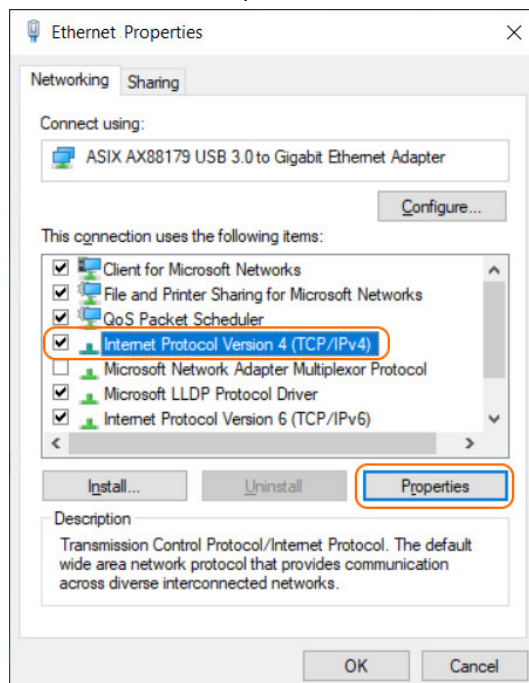 Ethernet Properties
Networking
Sharing
Connect using:
ASIX AX88179 USB 3.0 to Gigabit Ethernet Adapter
Configure...
This connection uses the following items:
Client for Microsoft Networks
File and Printer Sharing for Microsoft Networks
QoS Packet Scheduler
Internet Protocol Version 4 (TCP/IPv4)
Microsoft Network Adapter Multiplexor Protocol
Microsoft LLDP Protocol Driver
Internet Protocol Version 6 (TCP/IPv6)
Install...
Uninstall
Properties
Description
Transmission Control Protocol/Internet Protocol. The default
wide area network protocol that provides communication
across diverse interconnected networks.
OK
Cancel